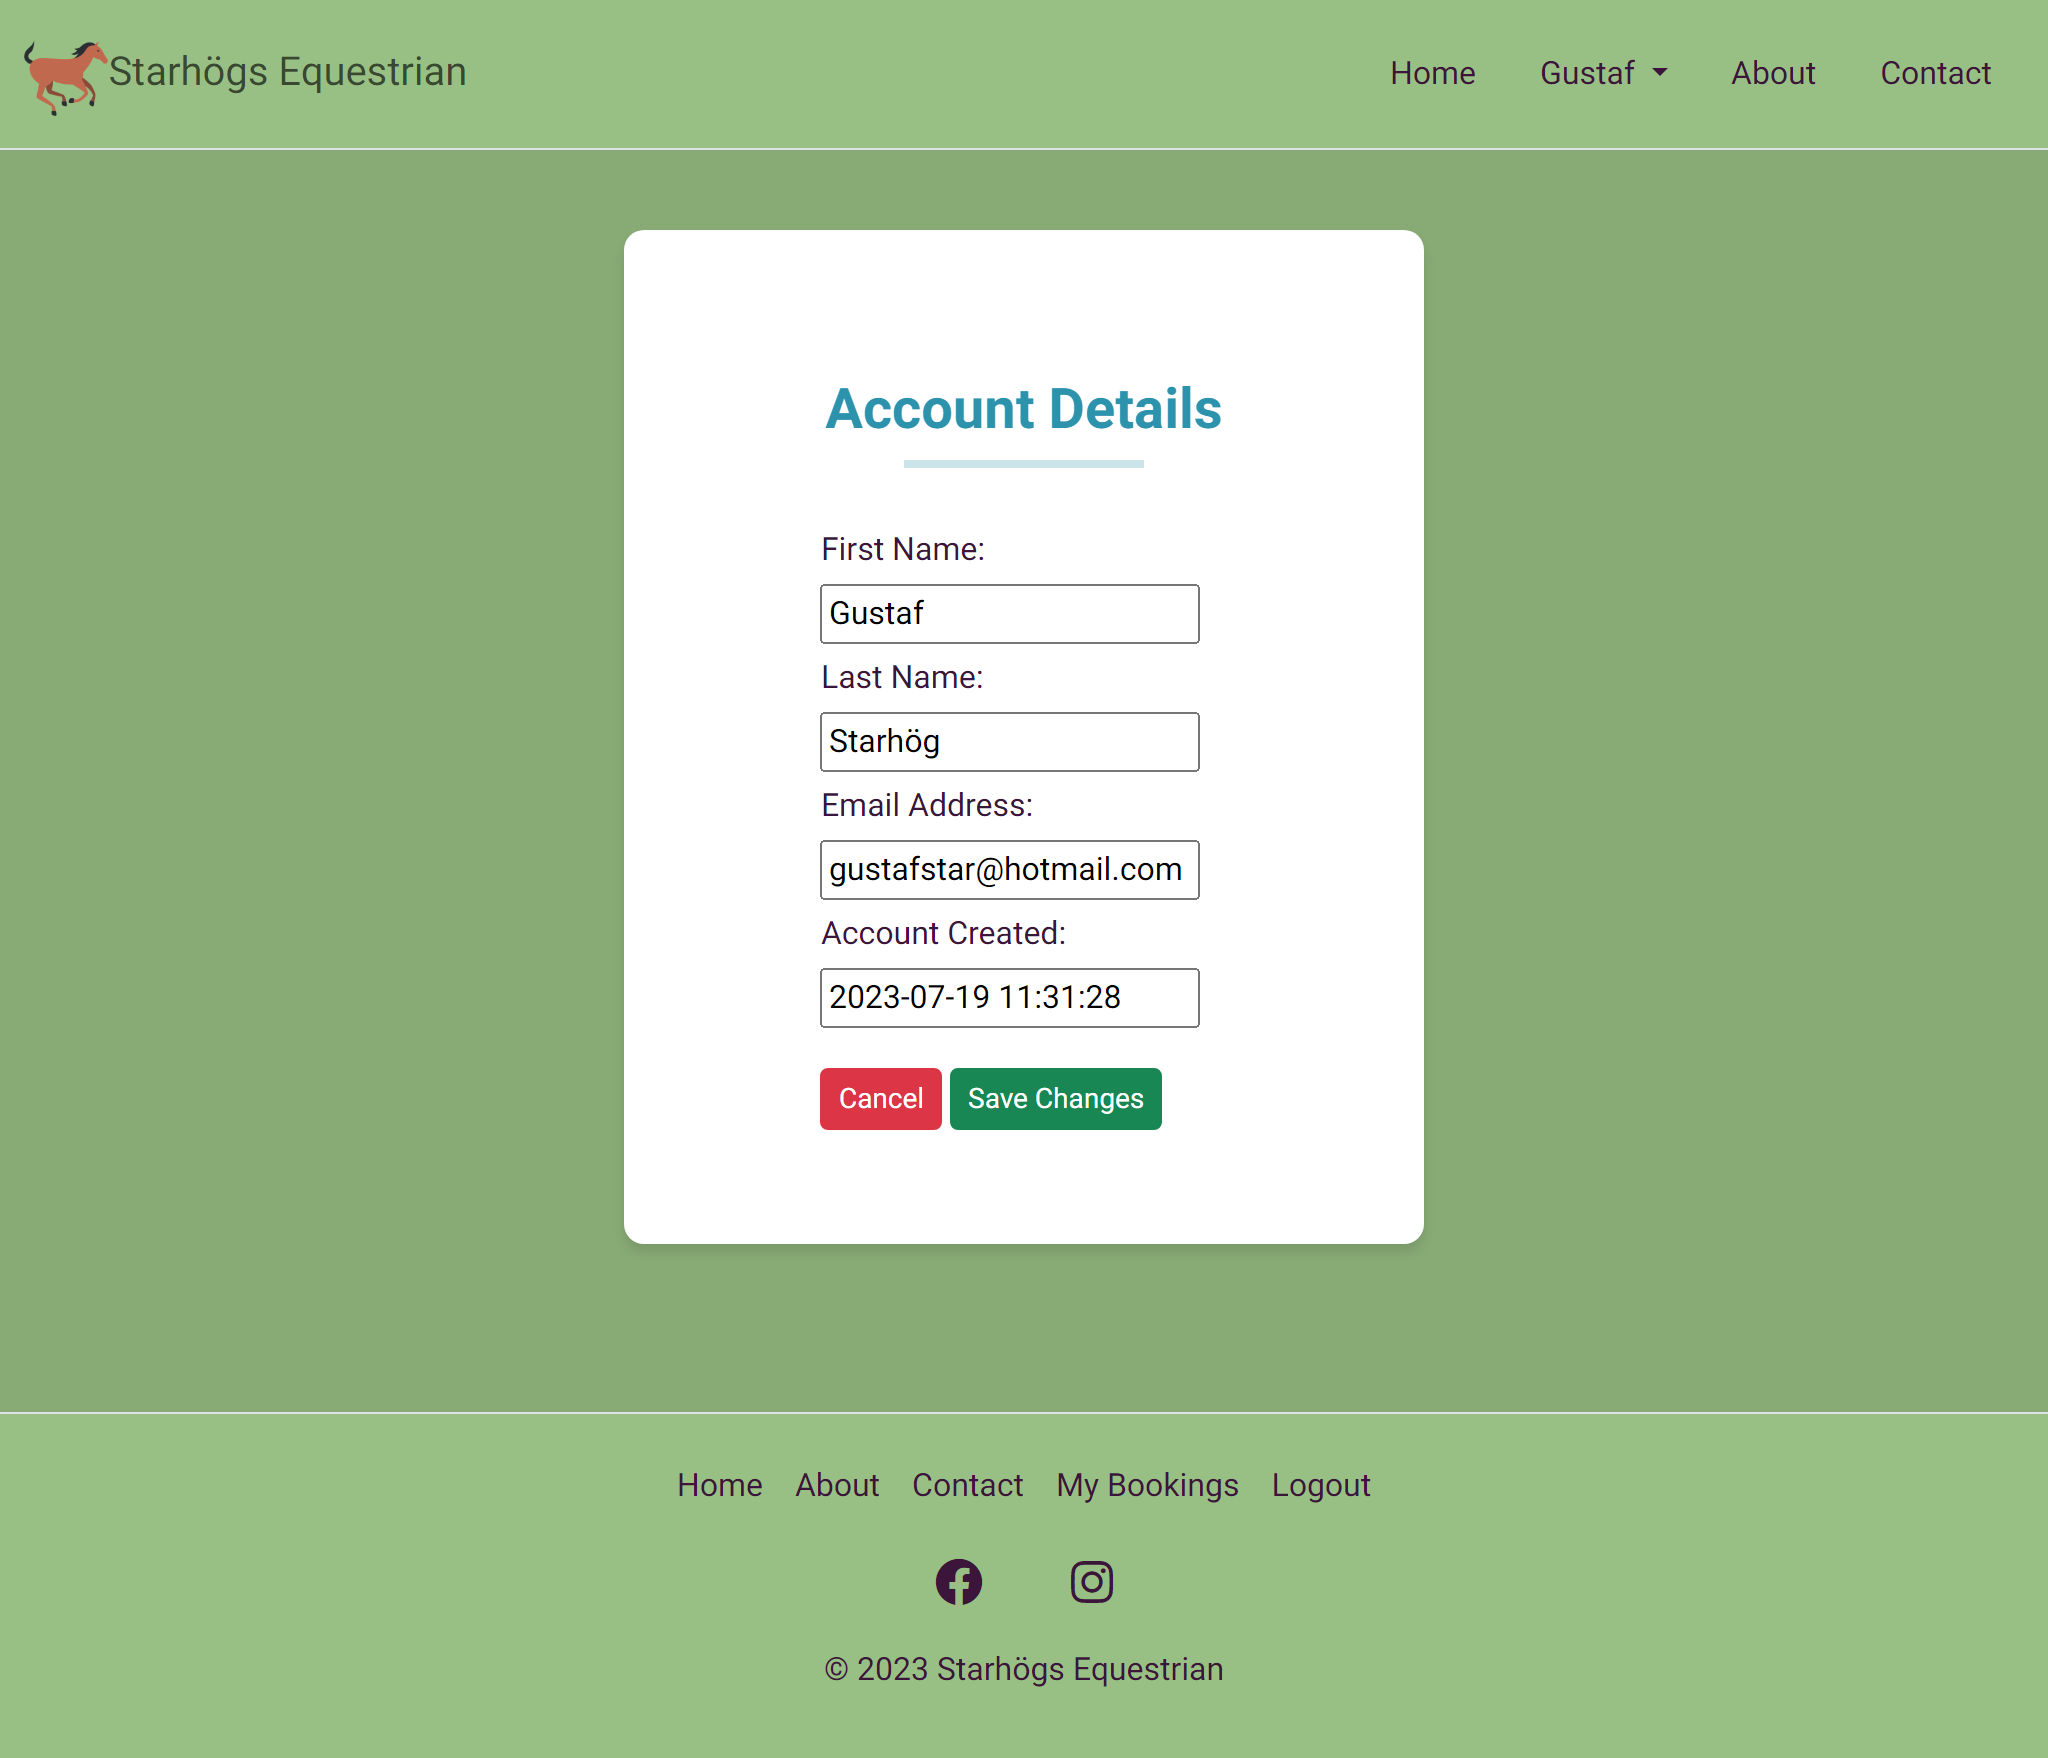 Starhögs Equestrian
Home Gustaf About Contact
Account Details
First Name:
Gustaf
Last Name:
Starhög
Email Address:
gustafstar@hotmail.com
Account Created:
2023-07-19 11:31:28
Cancel Save Changes
Home About Contact My Bookings Logout
© 2023 Starhögs Equestrian